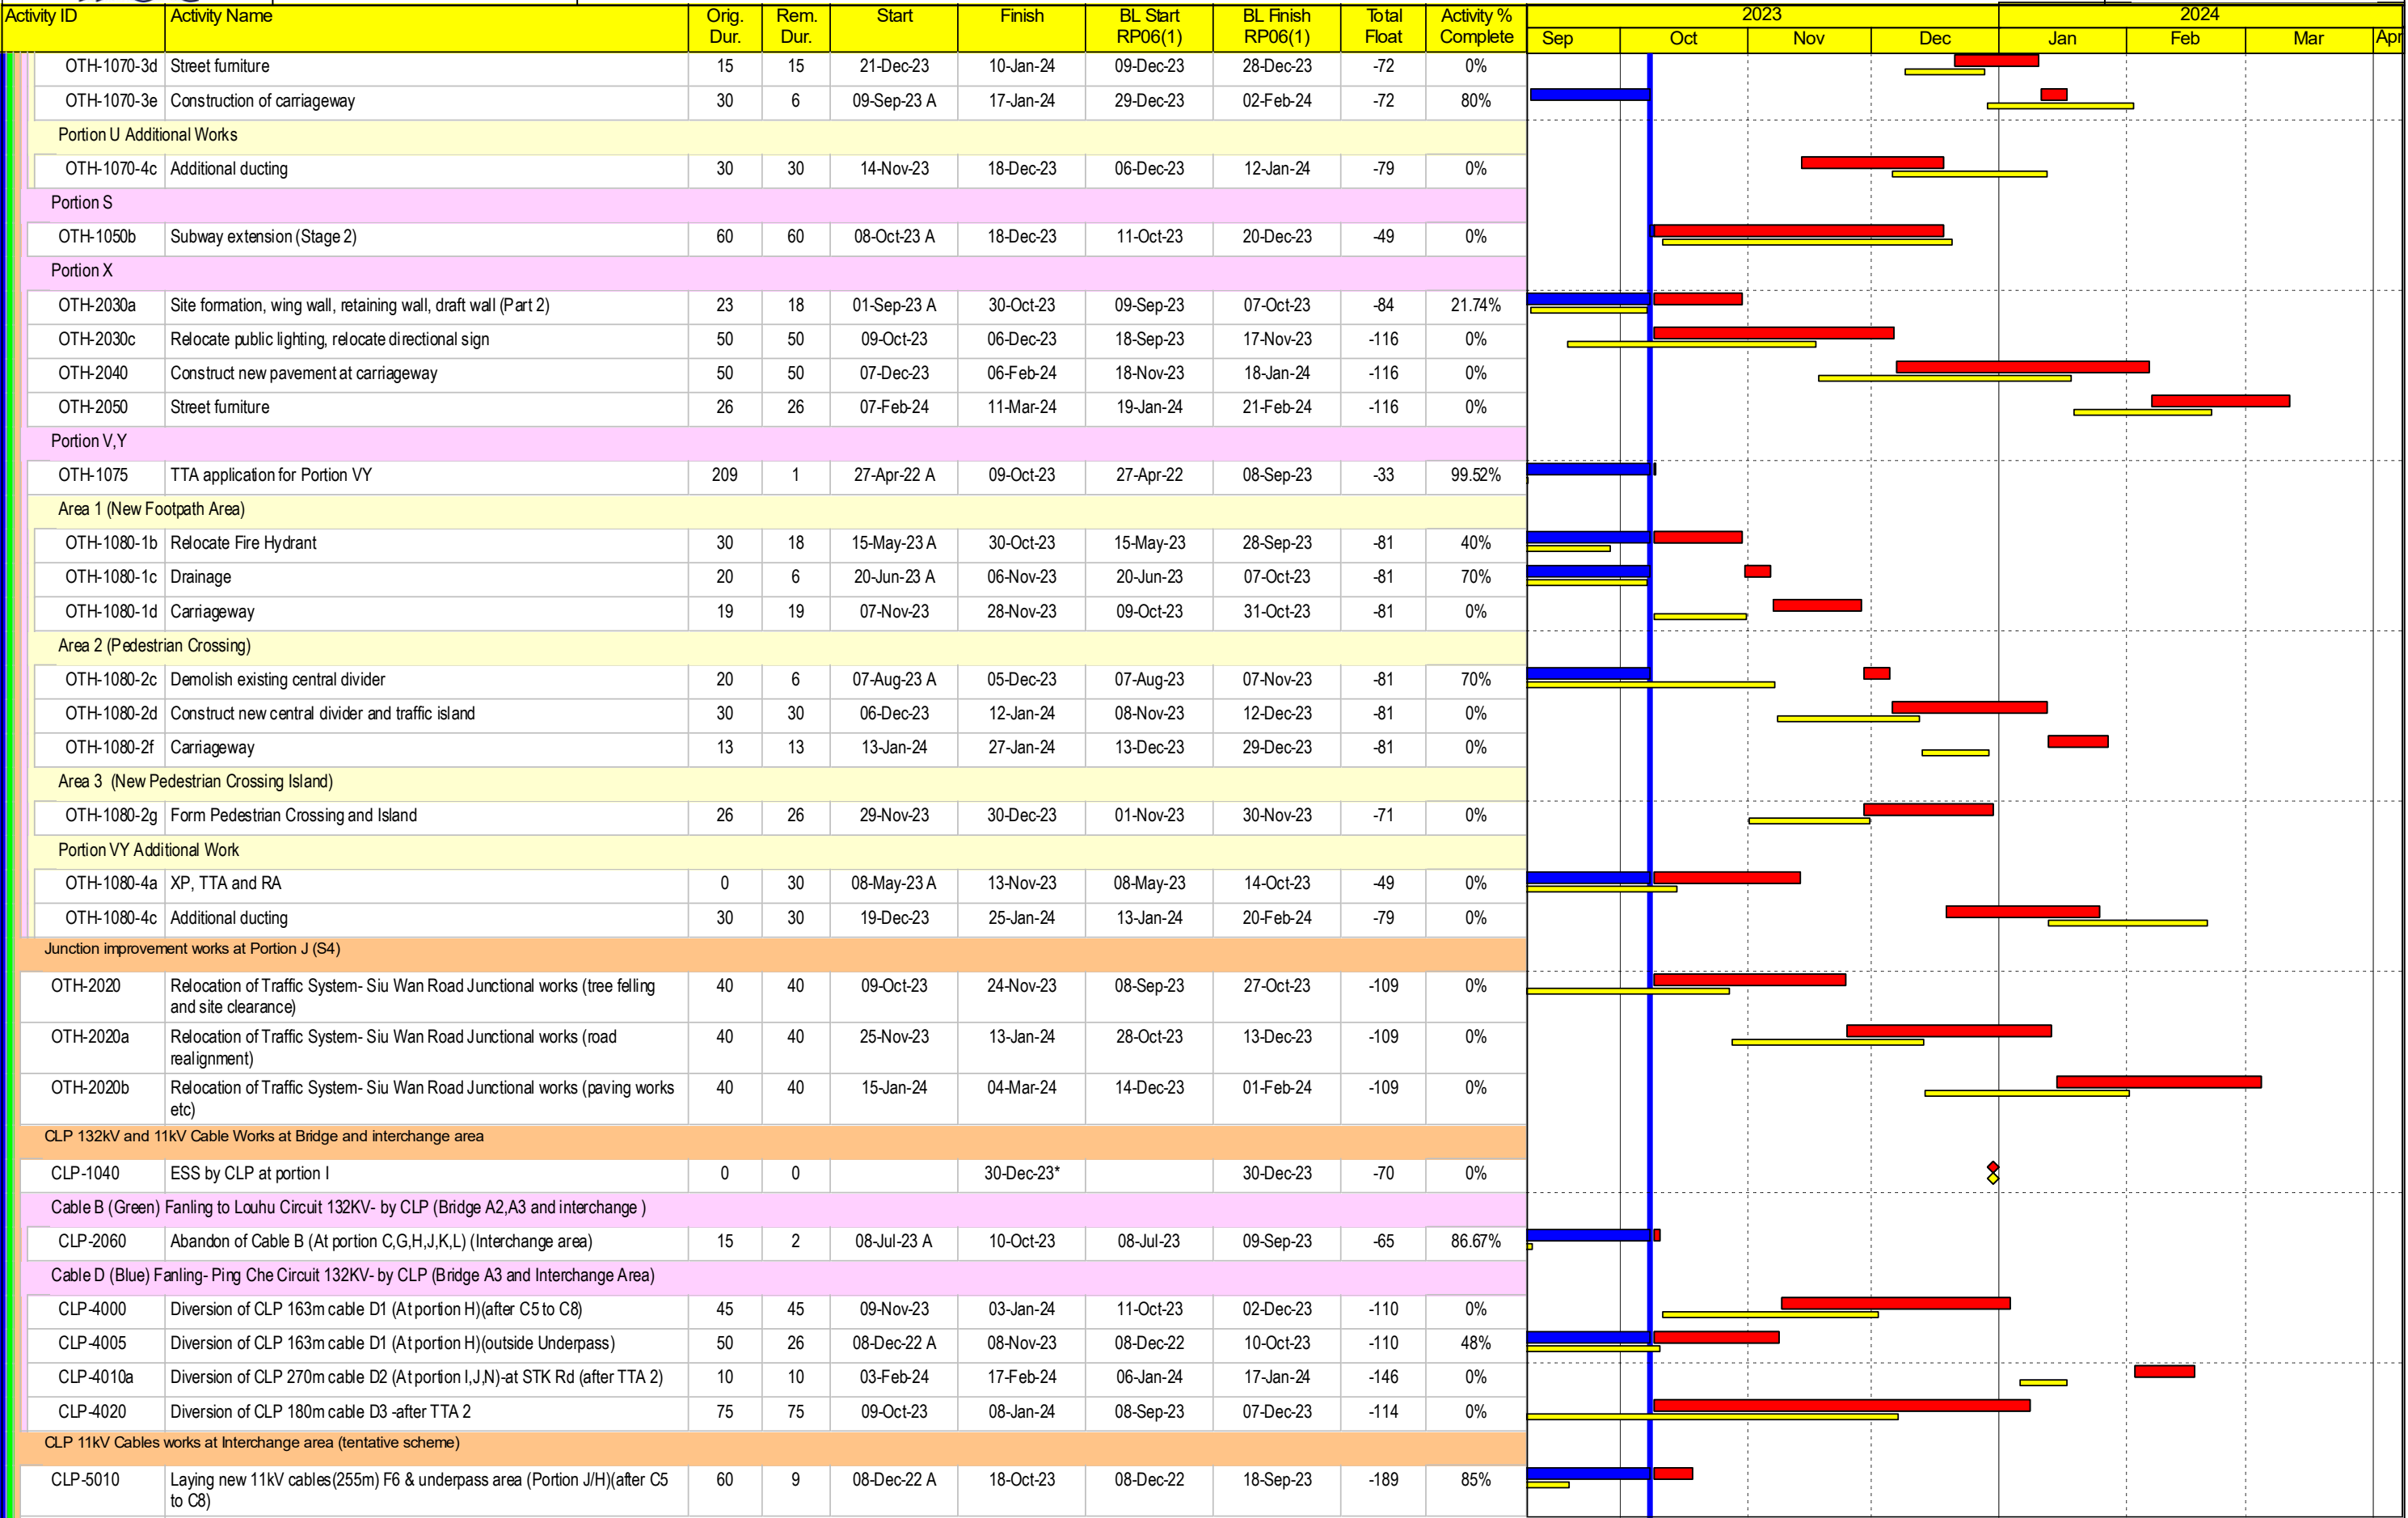 Activity ID Activity Name Orig. Dur. Rem. Dur. Start Finish BL Start RP06(1) BL Finish RP06(1) Total Float Activity % Complete 2023 2024
Sep Oct Nov Dec Jan Feb Mar Apr
OTH-1070-3d Street furniture 15 15 21-Dec-23 10-Jan-24 09-Dec-23 28-Dec-23 -72 0%
OTH-1070-3e Construction of carriageway 30 6 09-Sep-23 A 17-Jan-24 29-Dec-23 02-Feb-24 -72 80%
Portion U Additional Works
OTH-1070-4c Additional ducting 30 30 14-Nov-23 18-Dec-23 06-Dec-23 12-Jan-24 -79 0%
Portion S
OTH-1050b Subway extension (Stage 2) 60 60 08-Oct-23 A 18-Dec-23 11-Oct-23 20-Dec-23 -49 0%
Portion X
OTH-2030a Site formation, wing wall, retaining wall, draft wall (Part 2) 23 18 01-Sep-23 A 30-Oct-23 09-Sep-23 07-Oct-23 -84 21.74%
OTH-2030c Relocate public lighting, relocate directional sign 50 50 09-Oct-23 06-Dec-23 18-Sep-23 17-Nov-23 -116 0%
OTH-2040 Construct new pavement at carriageway 50 50 07-Dec-23 06-Feb-24 18-Nov-23 18-Jan-24 -116 0%
OTH-2050 Street furniture 26 26 07-Feb-24 11-Mar-24 19-Jan-24 21-Feb-24 -116 0%
Portion V,Y
OTH-1075 TTA application for Portion VY 209 1 27-Apr-22 A 09-Oct-23 27-Apr-22 08-Sep-23 -33 99.52%
Area 1 (New Footpath Area)
OTH-1080-1b Relocate Fire Hydrant 30 18 15-May-23 A 30-Oct-23 15-May-23 28-Sep-23 -81 40%
OTH-1080-1c Drainage 20 6 20-Jun-23 A 06-Nov-23 20-Jun-23 07-Oct-23 -81 70%
OTH-1080-1d Carriageway 19 19 07-Nov-23 28-Nov-23 09-Oct-23 31-Oct-23 -81 0%
Area 2 (Pedestrian Crossing)
OTH-1080-2c Demolish existing central divider 20 6 07-Aug-23 A 05-Dec-23 07-Aug-23 07-Nov-23 -81 70%
OTH-1080-2d Construct new central divider and traffic island 30 30 06-Dec-23 12-Jan-24 08-Nov-23 12-Dec-23 -81 0%
OTH-1080-2f Carriageway 13 13 13-Jan-24 27-Jan-24 13-Dec-23 29-Dec-23 -81 0%
Area 3 (New Pedestrian Crossing Island)
OTH-1080-2g Form Pedestrian Crossing and Island 26 26 29-Nov-23 30-Dec-23 01-Nov-23 30-Nov-23 -71 0%
Portion VY Additional Work
OTH-1080-4a XP, TTA and RA 0 30 08-May-23 A 13-Nov-23 08-May-23 14-Oct-23 -49 0%
OTH-1080-4c Additional ducting 30 30 19-Dec-23 25-Jan-24 13-Jan-24 20-Feb-24 -79 0%
Junction improvement works at Portion J (S4)
OTH-2020 Relocation of Traffic System- Siu Wan Road Junctional works (tree felling 40 40 09-Oct-23 24-Nov-23 08-Sep-23 27-Oct-23 -109 0%
and site clearance)
OTH-2020a Relocation of Traffic System- Siu Wan Road Junctional works (road 40 40 25-Nov-23 13-Jan-24 28-Oct-23 13-Dec-23 -109 0%
realignment)
OTH-2020b Relocation of Traffic System- Siu Wan Road Junctional works (paving works 40 40 15-Jan-24 04-Mar-24 14-Dec-23 01-Feb-24 -109 0%
etc)
CLP 132kV and 11kV Cable Works at Bridge and interchange area
CLP-1040 ESS by CLP at portion I 0 0 30-Dec-23* 30-Dec-23 -70 0%
Cable B (Green) Fanling to Louhu Circuit 132KV- by CLP (Bridge A2,A3 and interchange )
CLP-2060 Abandon of Cable B (At portion C,G,H,J,K,L) (Interchange area) 15 2 08-Jul-23 A 10-Oct-23 08-Jul-23 09-Sep-23 -65 86.67%
Cable D (Blue) Fanling- Ping Che Circuit 132KV- by CLP (Bridge A3 and Interchange Area)
CLP-4000 Diversion of CLP 163m cable D1 (At portion H)(after C5 to C8) 45 45 09-Nov-23 03-Jan-24 11-Oct-23 02-Dec-23 -110 0%
CLP-4005 Diversion of CLP 163m cable D1 (At portion H)(outside Underpass) 50 26 08-Dec-22 A 08-Nov-23 08-Dec-22 10-Oct-23 -110 48%
CLP-4010a Diversion of CLP 270m cable D2 (At portion I,J,N)-at STK Rd (after TTA 2) 10 10 03-Feb-24 17-Feb-24 06-Jan-24 17-Jan-24 -146 0%
CLP-4020 Diversion of CLP 180m cable D3 -after TTA 2 75 75 09-Oct-23 08-Jan-24 08-Sep-23 07-Dec-23 -114 0%
CLP 11kV Cables works at Interchange area (tentative scheme)
CLP-5010 Laying new 11kV cables(255m) F6 & underpass area (Portion J/H)(after C5 60 9 08-Dec-22 A 18-Oct-23 08-Dec-22 18-Sep-23 -189 85%
to C8)